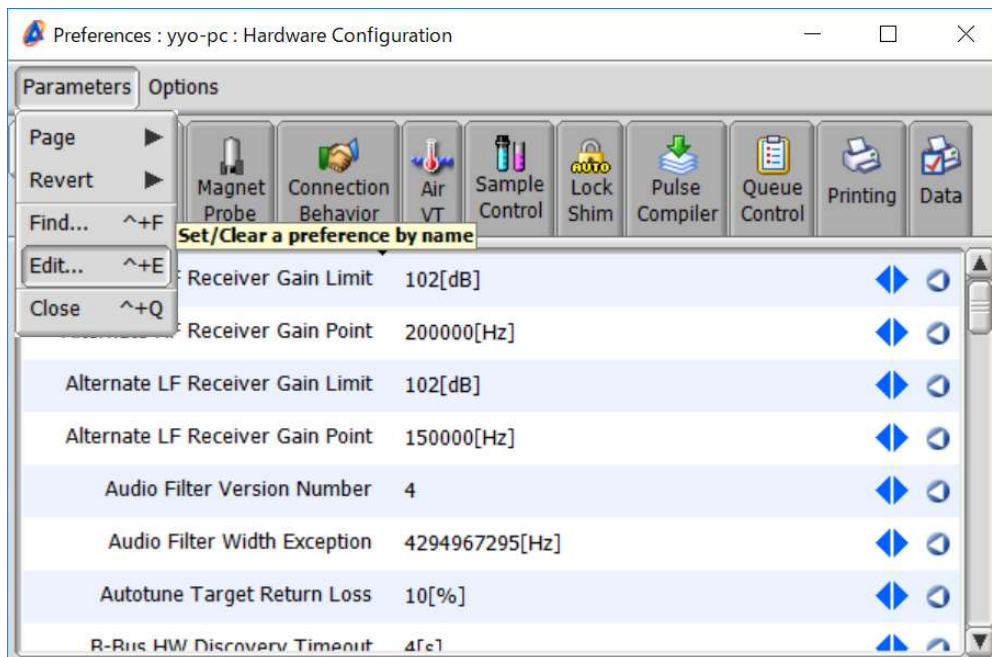 Preferences : yyo-pc : Hardware Configuration
Parameters Options
Page
Revert
Find... ^+F
Edit... ^+E
Close ^+Q
Magnet Probe
Connection Behavior
Air VT
Sample Control
AUTO
Lock Shim
Pulse Compiler
Queue Control
Printing
Data
Set/Clear a preference by name
F Receiver Gain Limit 102[dB]
Receiver Gain Point 200000[Hz]
Alternate LF Receiver Gain Limit 102[dB]
Alternate LF Receiver Gain Point 150000[Hz]
Audio Filter Version Number 4
Audio Filter Width Exception 4294967295[Hz]
Autotune Target Return Loss 10[%]
B-Bus HW Discovery Timeout 4[s]